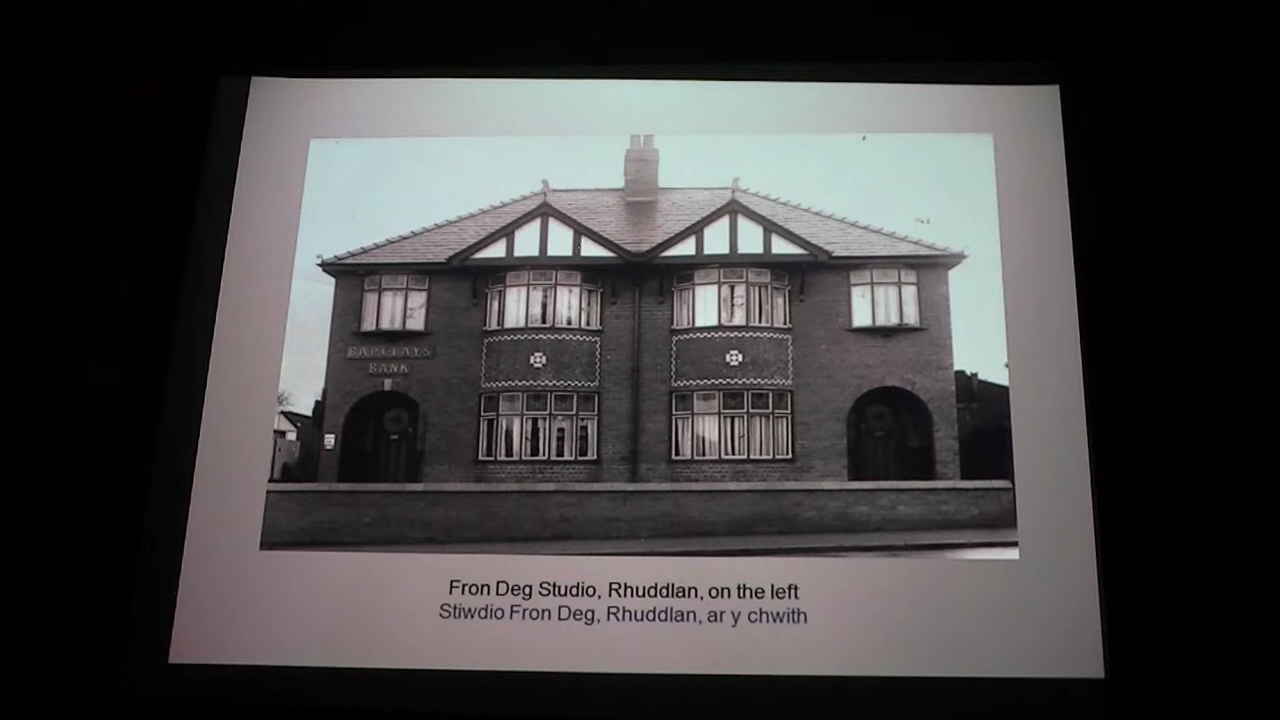 BARCLAYS
BANK
Fron Deg Studio, Rhuddlan, on the left
Stiwdio Fron Deg, Rhuddlan, ar y chwith